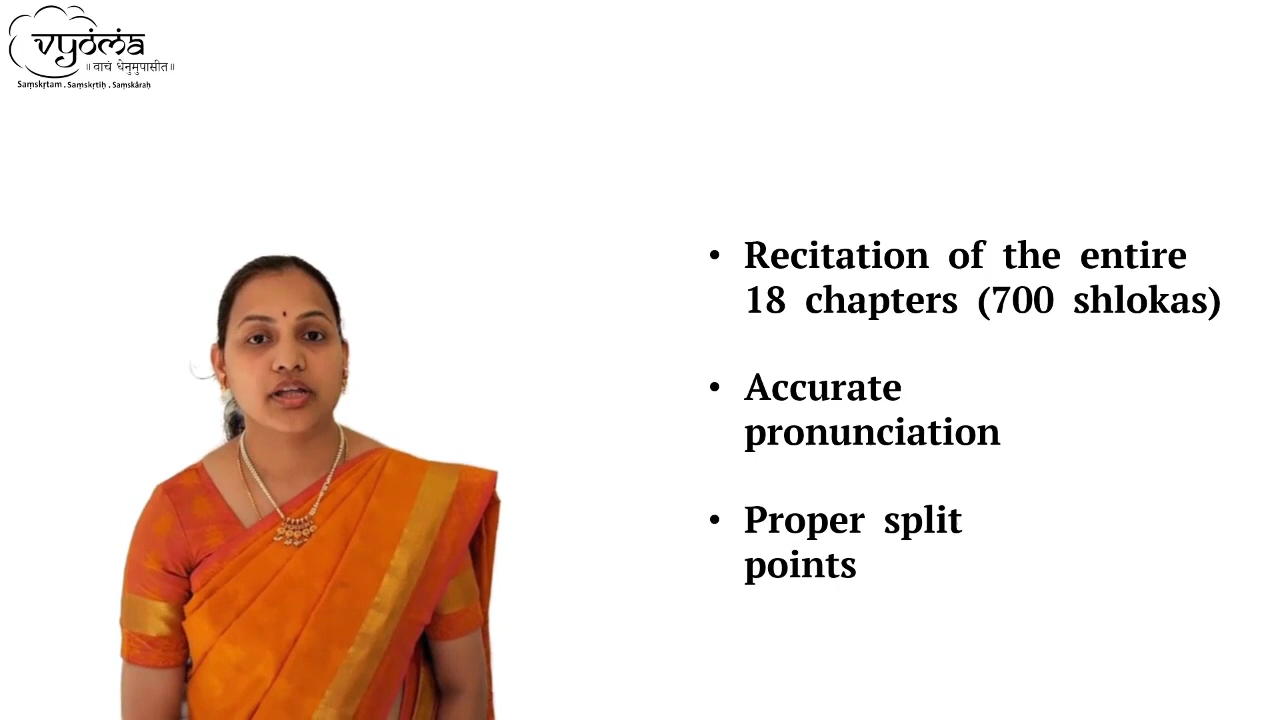 vyoma
॥ वाचं धेनुमुपासीत॥
Saṃskṛtam . Saṃskṛtiḥ . Saṃskāraḥ
• Recitation of the entire
18 chapters (700 shlokas)
• Accurate
pronunciation
• Proper split
points